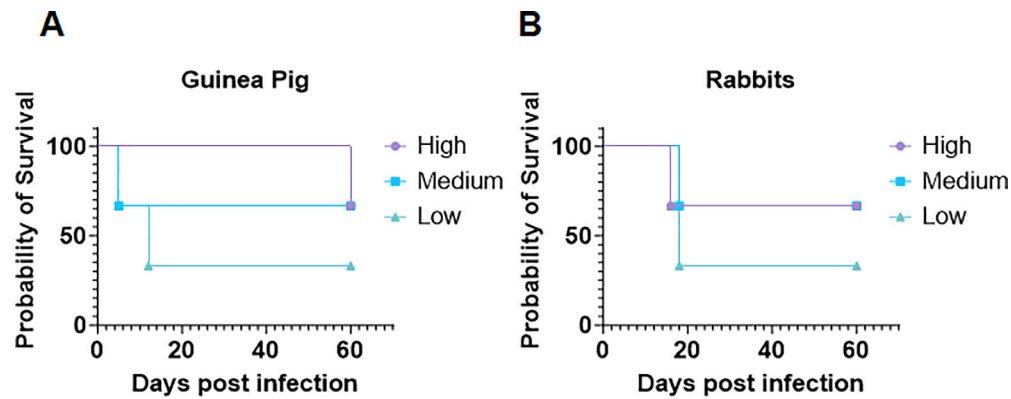 A
Guinea Pig
Probability of Survival
100
50
0
0 20 40 60
Days post infection
High
Medium
Low
B
Rabbits
Probability of Survival
100
50
0
0 20 40 60
Days post infection
High
Medium
Low